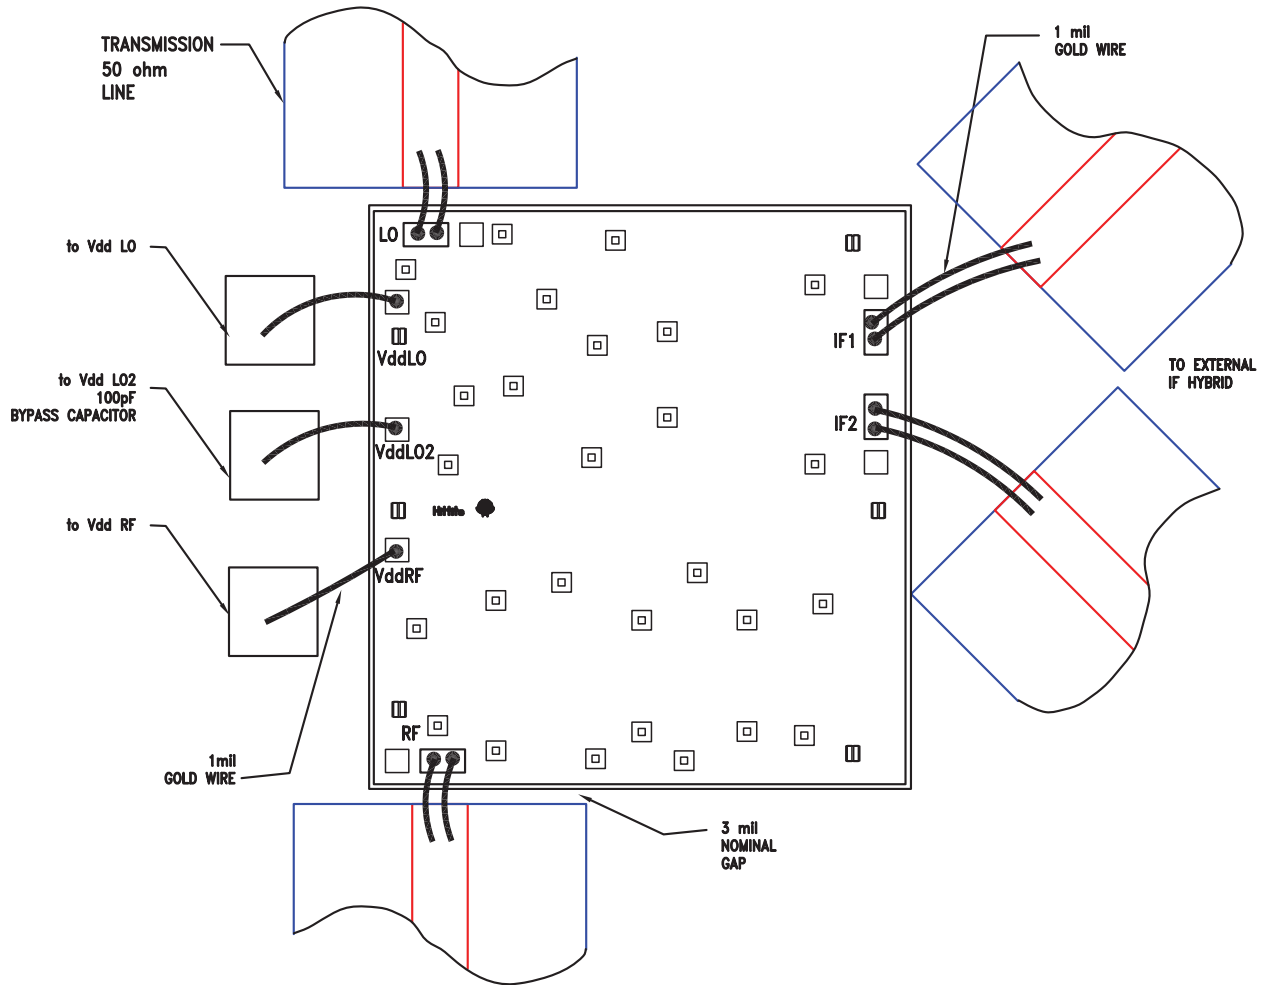 TRANSMISSION
50 ohm
LINE
1 mil
GOLD WIRE
LO
to Vdd LO
VddLO
IF1
TO EXTERNAL
IF HYBRID
to Vdd LO2
100pF
BYPASS CAPACITOR
IF2
VddLO2
to Vdd RF
VddRF
RF
1mil
GOLD WIRE
3 mil
NOMINAL
GAP